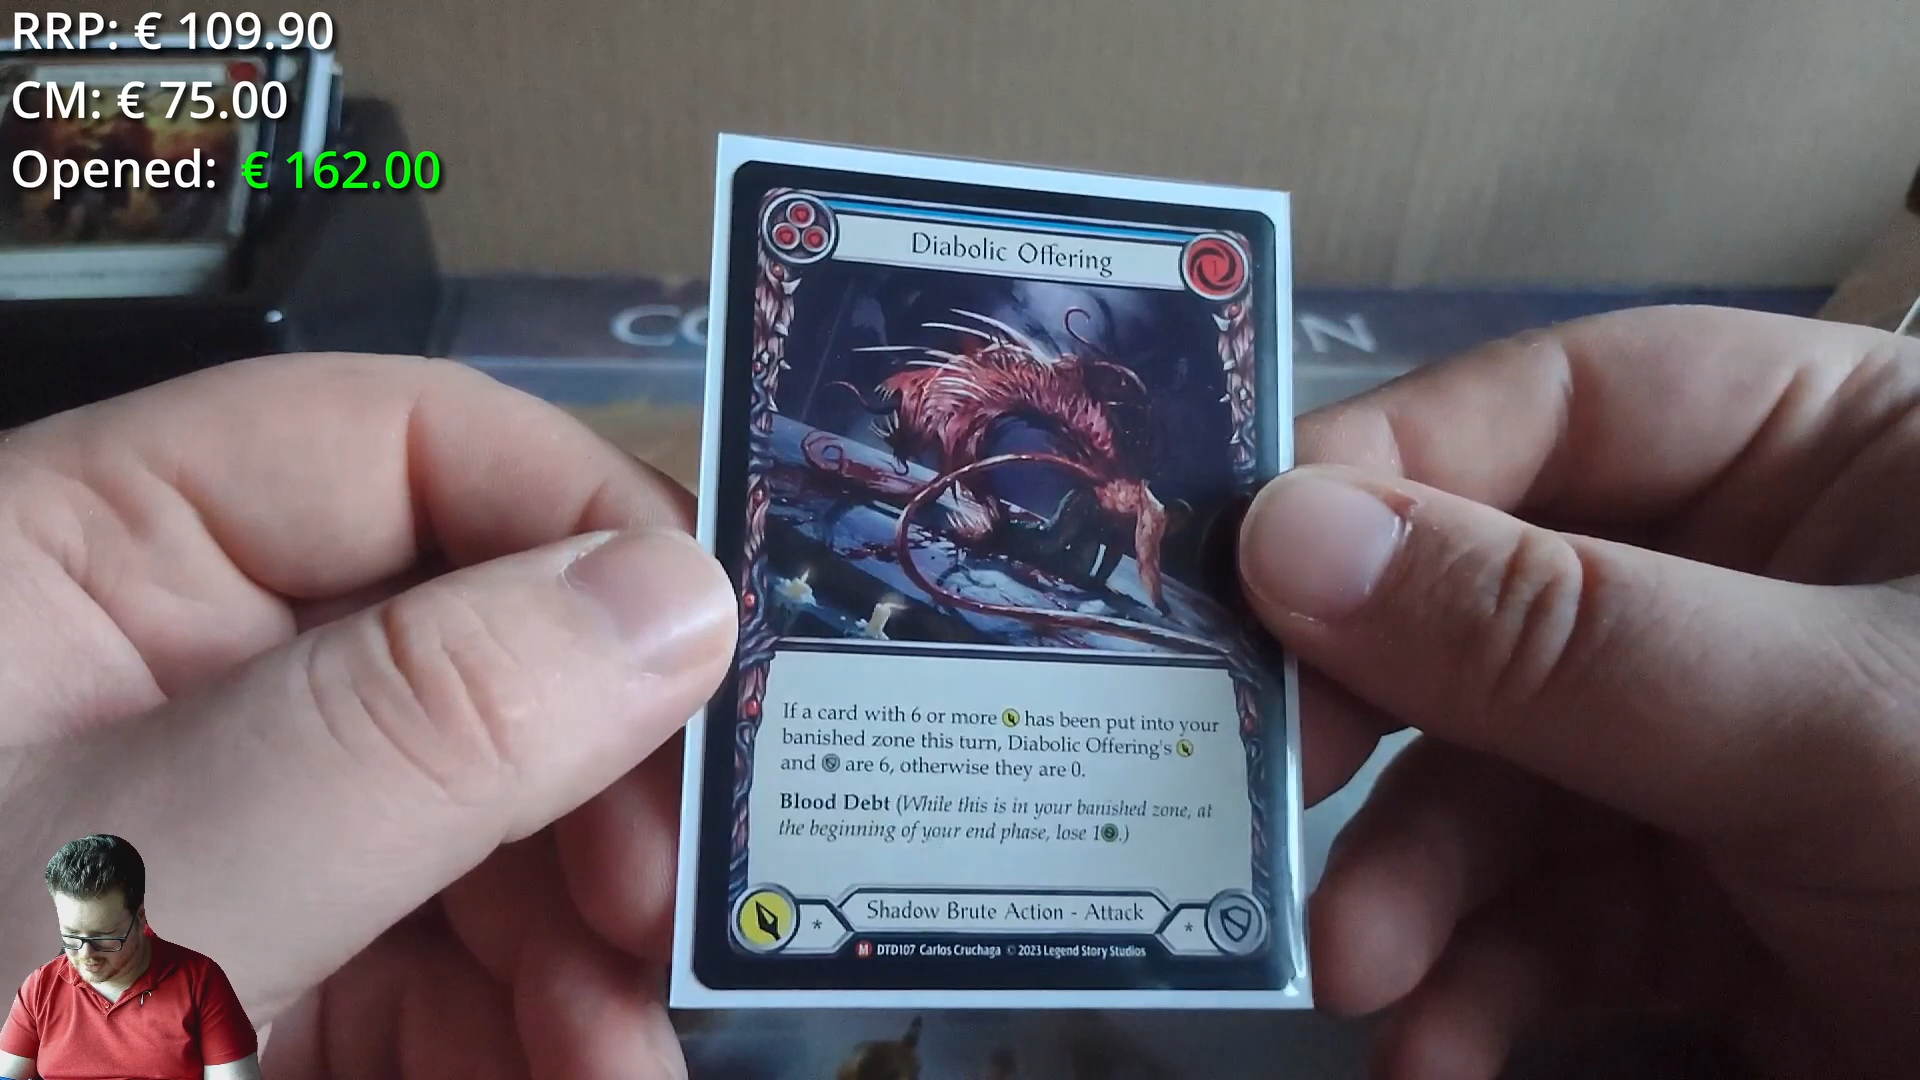 RRP: € 109.90
CM: € 75.00
Opened: € 162.00
Diabolic Offering
1
If a card with 6 or more has been put into your
banished zone this turn, Diabolic Offering's
and are 6, otherwise they are 0.
Blood Debt (While this is in your banished zone, at
the beginning of your end phase, lose 1.)
* Shadow Brute Action - Attack *
M DTD107 Carlos Cruchaga © 2023 Legend Story Studios